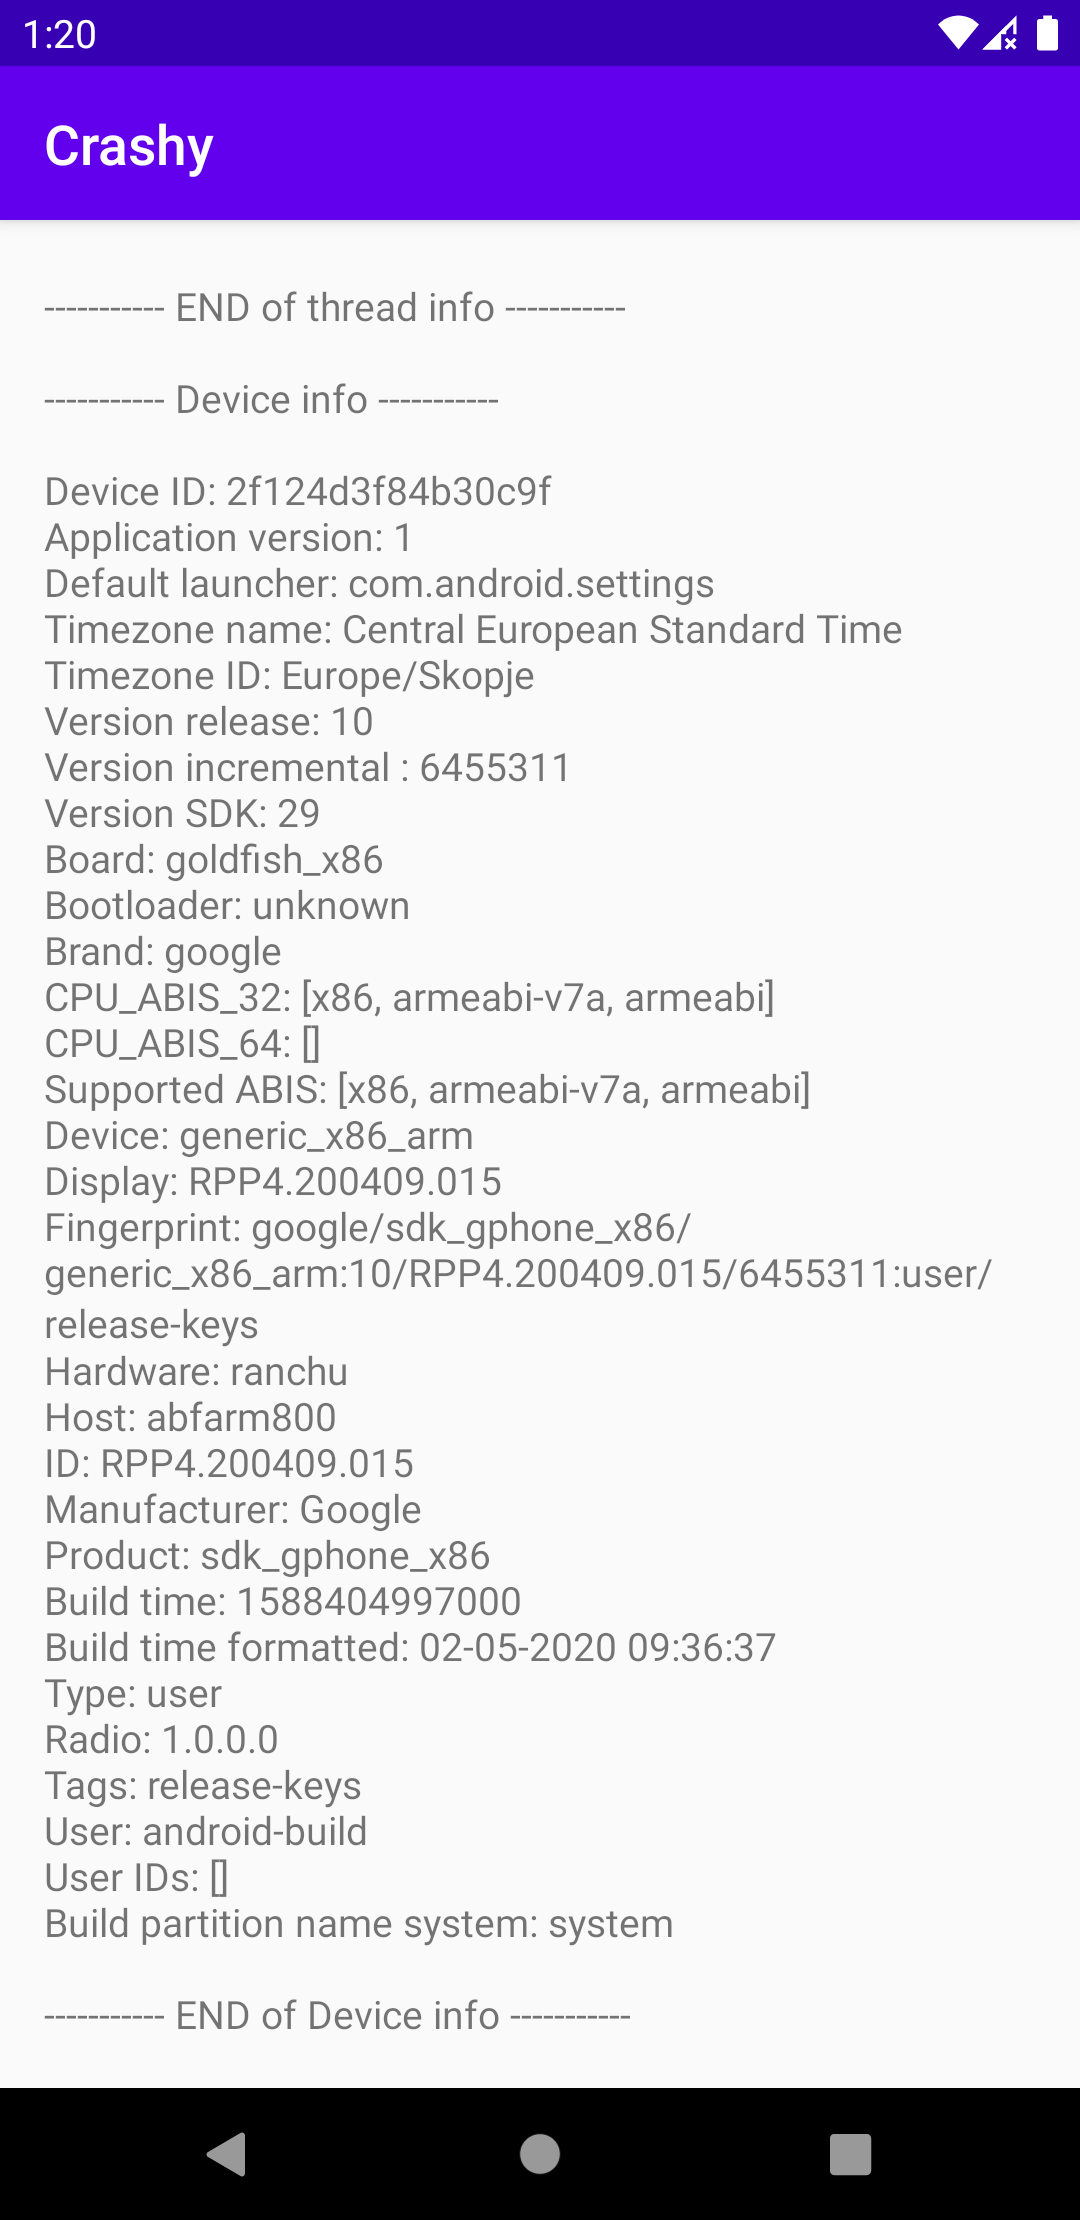 1:20
Crashy
----------- END of thread info -----------
----------- Device info -----------
Device ID: 2f124d3f84b30c9f
Application version: 1
Default launcher: com.android.settings
Timezone name: Central European Standard Time
Timezone ID: Europe/Skopje
Version release: 10
Version incremental : 6455311
Version SDK: 29
Board: goldfish_x86
Bootloader: unknown
Brand: google
CPU_ABIS_32: [x86, armeabi-v7a, armeabi]
CPU_ABIS_64: []
Supported ABIS: [x86, armeabi-v7a, armeabi]
Device: generic_x86_arm
Display: RPP4.200409.015
Fingerprint: google/sdk_gphone_x86/
generic_x86_arm:10/RPP4.200409.015/6455311:user/
release-keys
Hardware: ranchu
Host: abfarm800
ID: RPP4.200409.015
Manufacturer: Google
Product: sdk_gphone_x86
Build time: 1588404997000
Build time formatted: 02-05-2020 09:36:37
Type: user
Radio: 1.0.0.0
Tags: release-keys
User: android-build
User IDs: []
Build partition name system: system
----------- END of Device info -----------